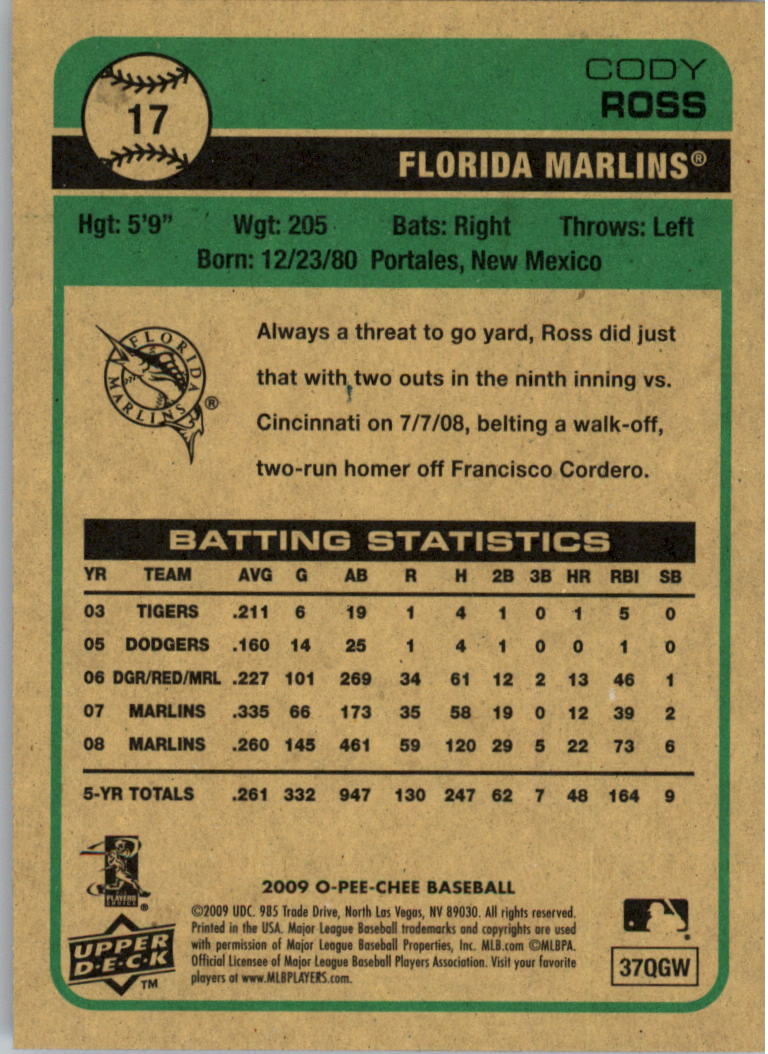 17
CODY
ROSS
FLORIDA MARLINS®
Hgt: 5'9" Wgt: 205 Bats: Right Throws: Left
Born: 12/23/80 Portales, New Mexico
FLORIDA
MARLINS
®
Always a threat to go yard, Ross did just
that with two outs in the ninth inning vs.
Cincinnati on 7/7/08, belting a walk-off,
two-run homer off Francisco Cordero.
BATTING STATISTICS
YR TEAM AVG G AB R H 2B 3B HR RBI SB
03 TIGERS .211 6 19 1 4 1 0 1 5 0
05 DODGERS .160 14 25 1 4 1 0 0 1 0
06 DGR/RED/MRL .227 101 269 34 61 12 2 13 46 1
07 MARLINS .335 66 173 35 58 19 0 12 39 2
08 MARLINS .260 145 461 59 120 29 5 22 73 6
5-YR TOTALS .261 332 947 130 247 62 7 48 164 9
PLAYERS
CHOICE
®
2009 O-PEE-CHEE BASEBALL
©2009 UDC. 985 Trade Drive, North Las Vegas, NV 89030. All rights reserved.
Printed in the USA. Major League Baseball trademarks and copyrights are used
with permission of Major League Baseball Properties, Inc. MLB.com ©MLBPA.
Official Licensee of Major League Baseball Players Association. Visit your favorite
players at www.MLBPLAYERS.com.
UPPER
D·E·C·K
TM
®
37QGW